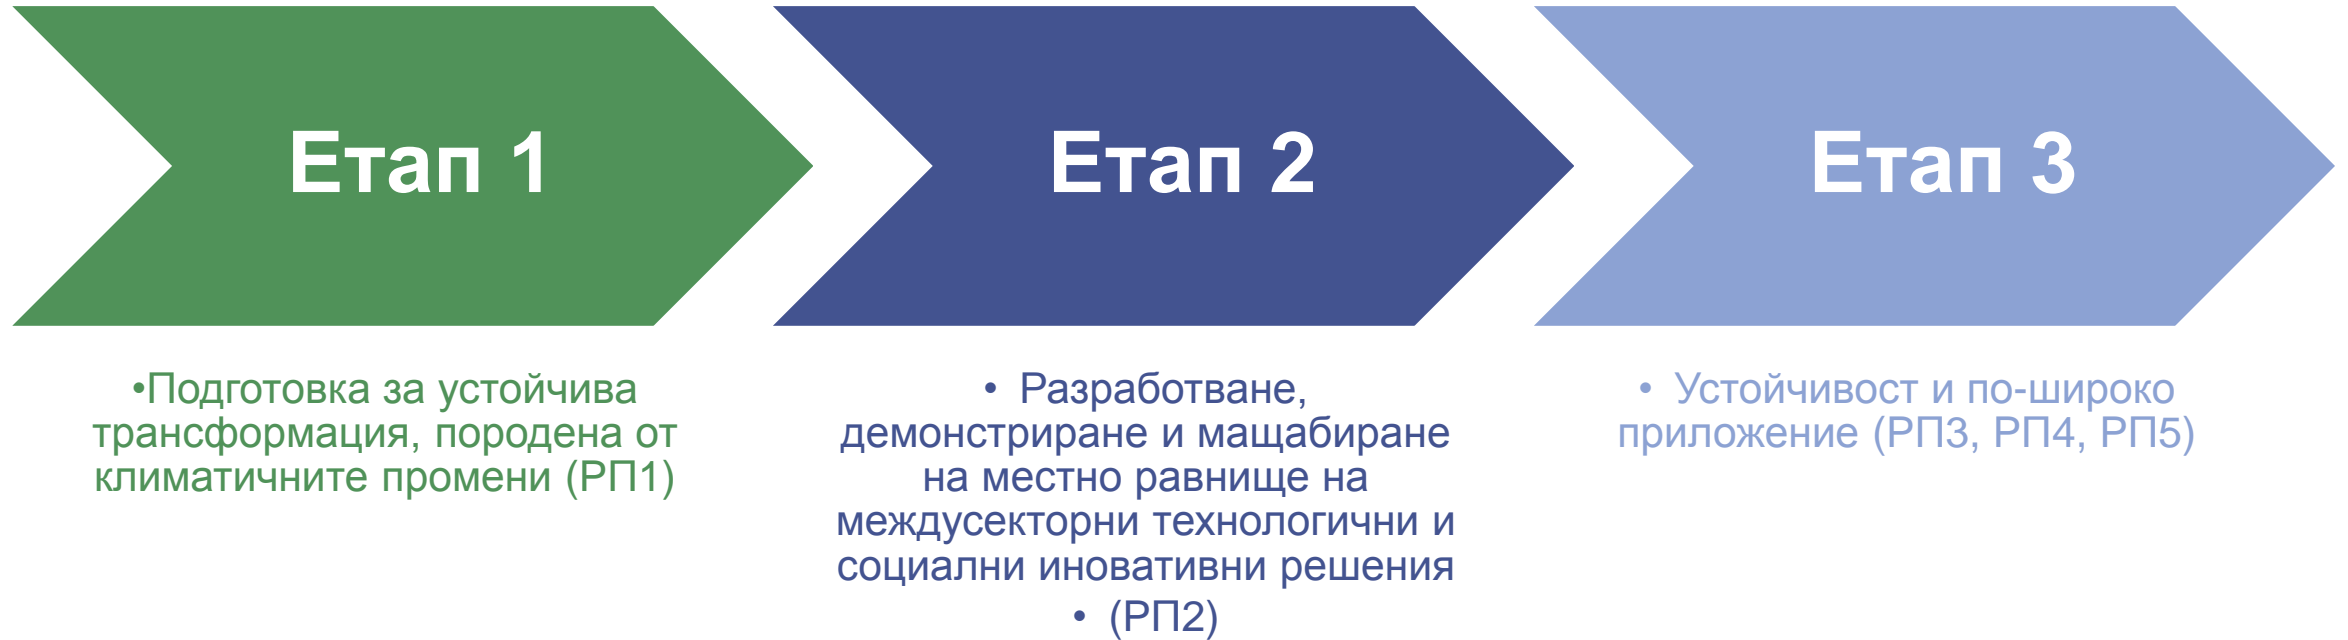 Етап 1
•Подготовка за устойчива
трансформация, породена от
климатичните промени (РП1)
Етап 2
• Разработване,
демонстриране и мащабиране
на местно равнище на
междусекторни технологични и
социални иновативни решения
• (РП2)
Етап 3
• Устойчивост и по-широко
приложение (РП3, РП4, РП5)